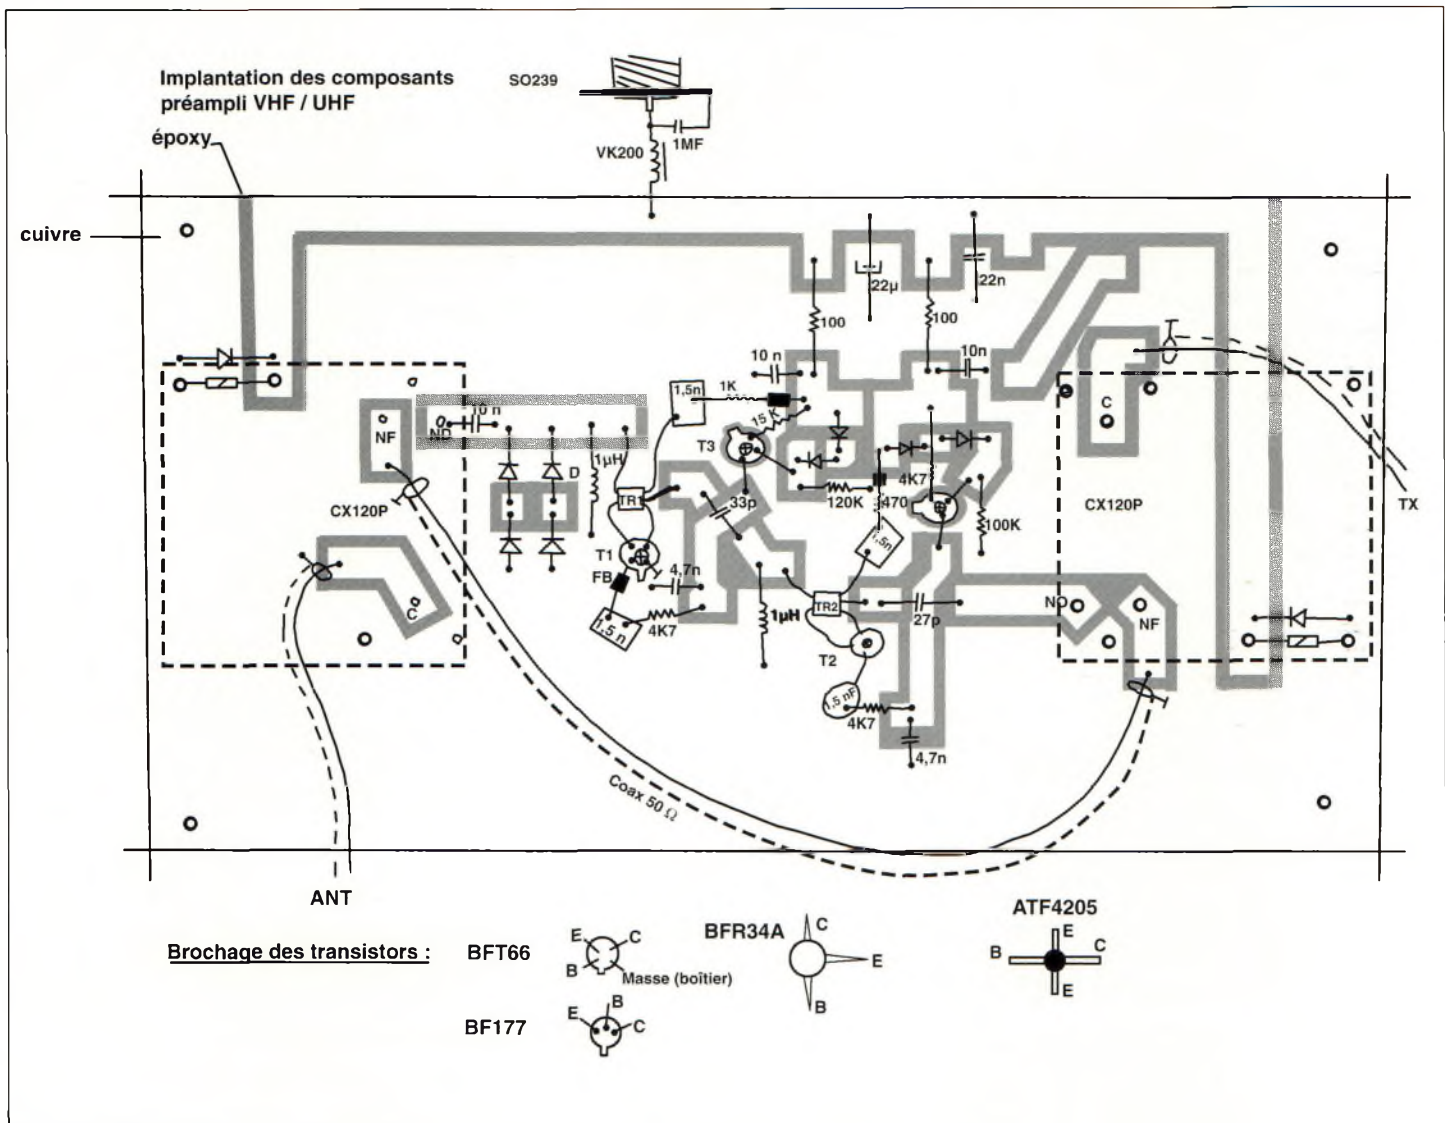 Implantation des composants
préampli VHF / UHF
SO239
époxy
1MF
VK200
cuivre
22µ
22n
100
100
10 n
10n
1,5n
1K
15 K
C
NF
ND
10 n
T3
1µH
D
4K7
TR1
33p
120K
470
100K
CX120P
CX120P
TX
T1
1,5n
FB
4,7n
1µH
TR2
27p
NO
NF
C
1,5 n
4K7
T2
1,5 nF
4K7
4,7n
Coax 50 Ω
ANT
Brochage des transistors :
BFT66
E
C
B
Masse (boîtier)
BFR34A
C
E
B
ATF4205
E
B
C
E
BF177
B
E
C